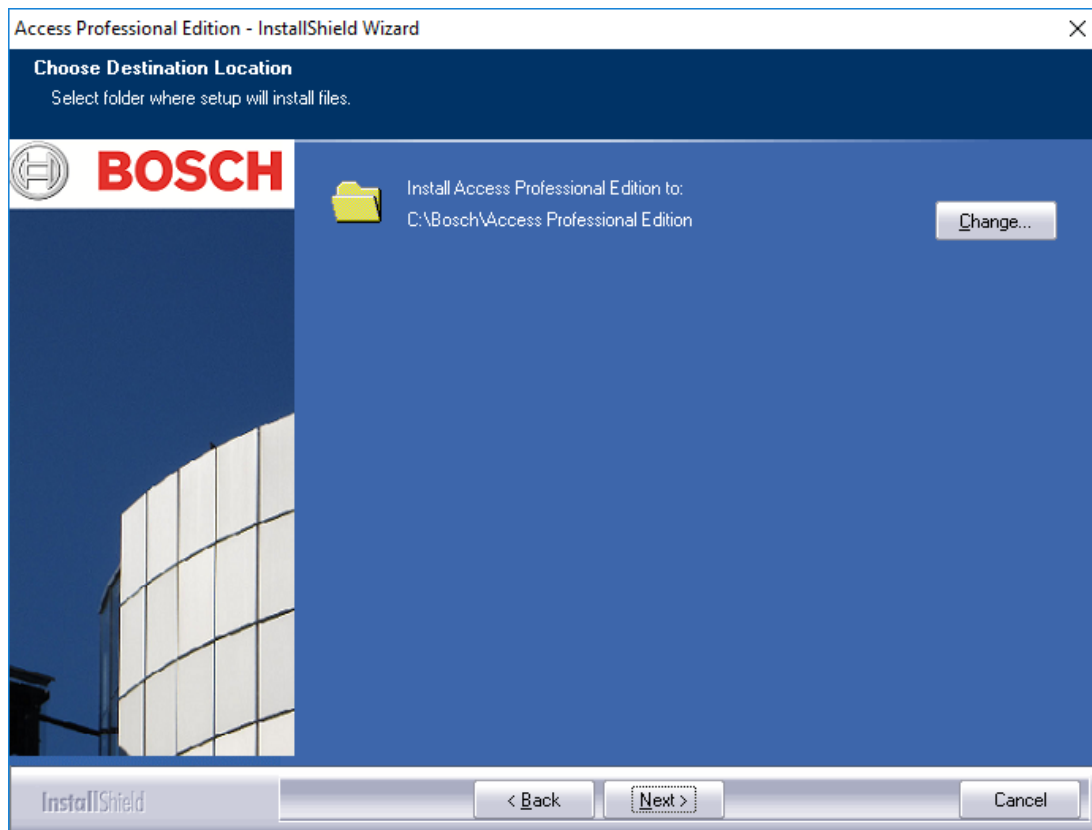 Access Professional Edition - InstallShield Wizard
Choose Destination Location
Select folder where setup will install files.
BOSCH
Install Access Professional Edition to:
C:\Bosch\Access Professional Edition
Change...
InstallShield
< Back
Next >
Cancel